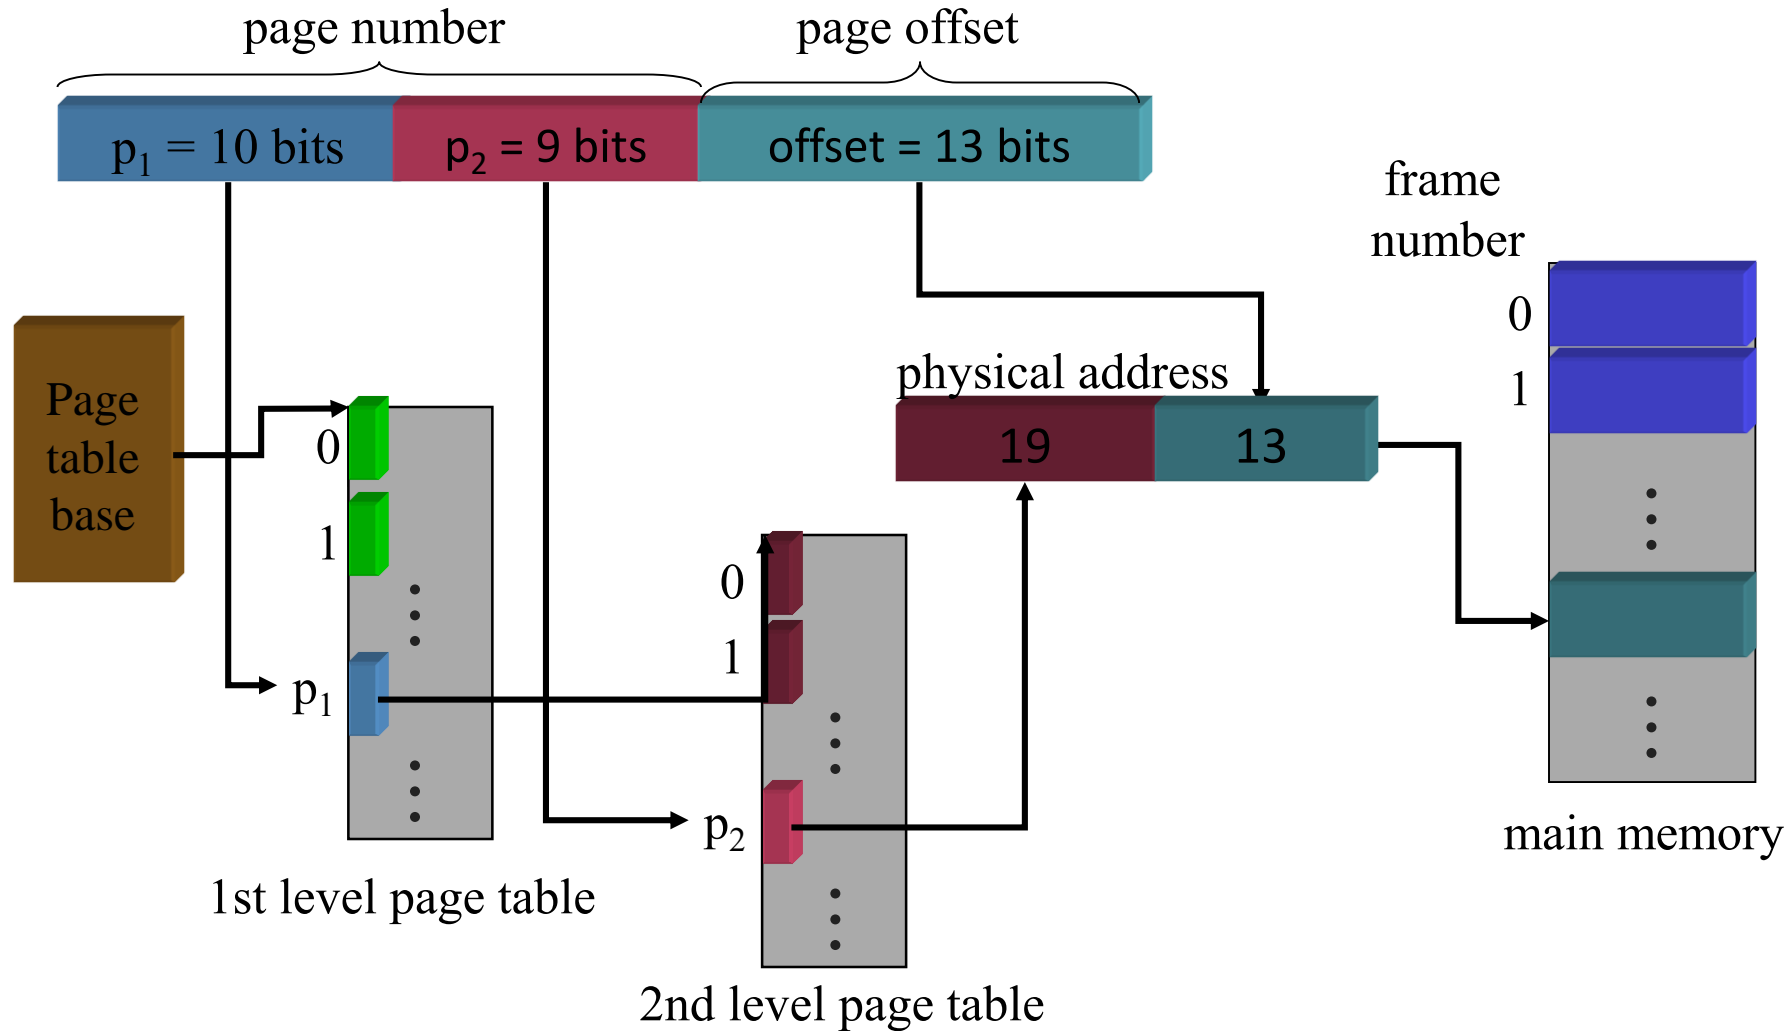 page number
page offset
p₁ = 10 bits
p₂ = 9 bits
offset = 13 bits
frame
number
0
1
physical address
19
13
Page
table
base
0
1
p₁
0
1
p₂
main memory
1st level page table
2nd level page table